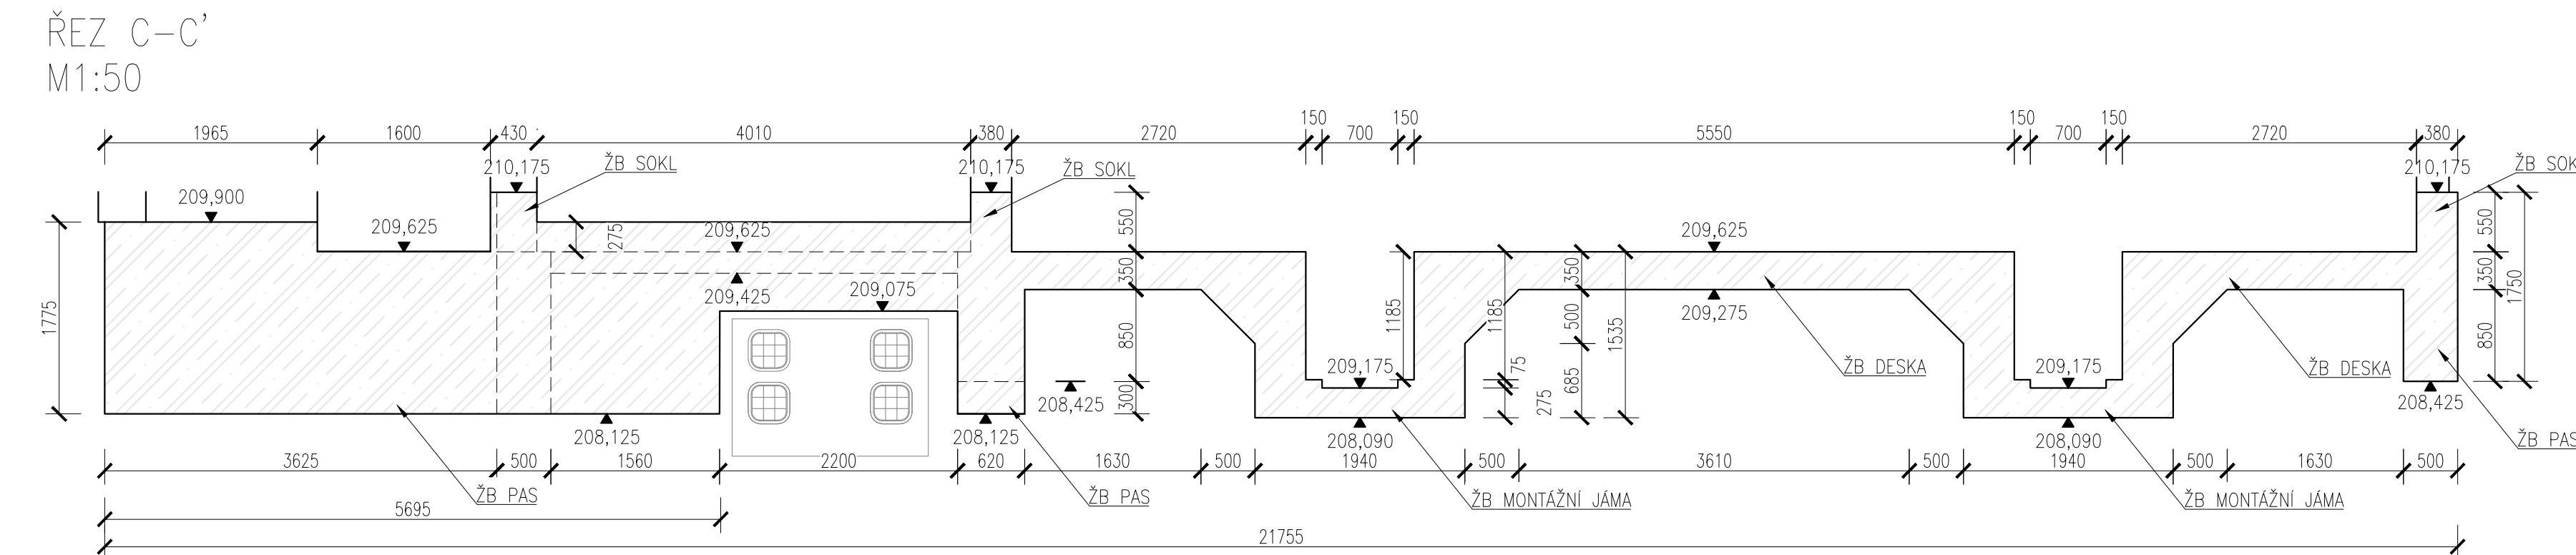 ŘEZ C-C'
M1:50
150 150 150 150
1965 1600 430 4010 380 2720 700 5550 700 2720 380
210,175 ŽB SOKL ŽB SOKL 210,175 210,175 ŽB SOK
209,900
209,625 275 209,625 550 209,625 550
209,425 209,075 350 350 350 1750
1775 1185 1185 500 1535 209,275
850 209,175 75 685 ŽB DESKA 209,175 ŽB DESKA 850
208,425 300 275 208,425
208,125 208,125 208,090 208,090 ŽB PAS
3625 500 1560 2200 620 1630 500 1940 500 3610 500 1940 500 1630 500
ŽB PAS ŽB PAS ŽB MONTÁŽNÍ JÁMA ŽB MONTÁŽNÍ JÁMA
5695
21755